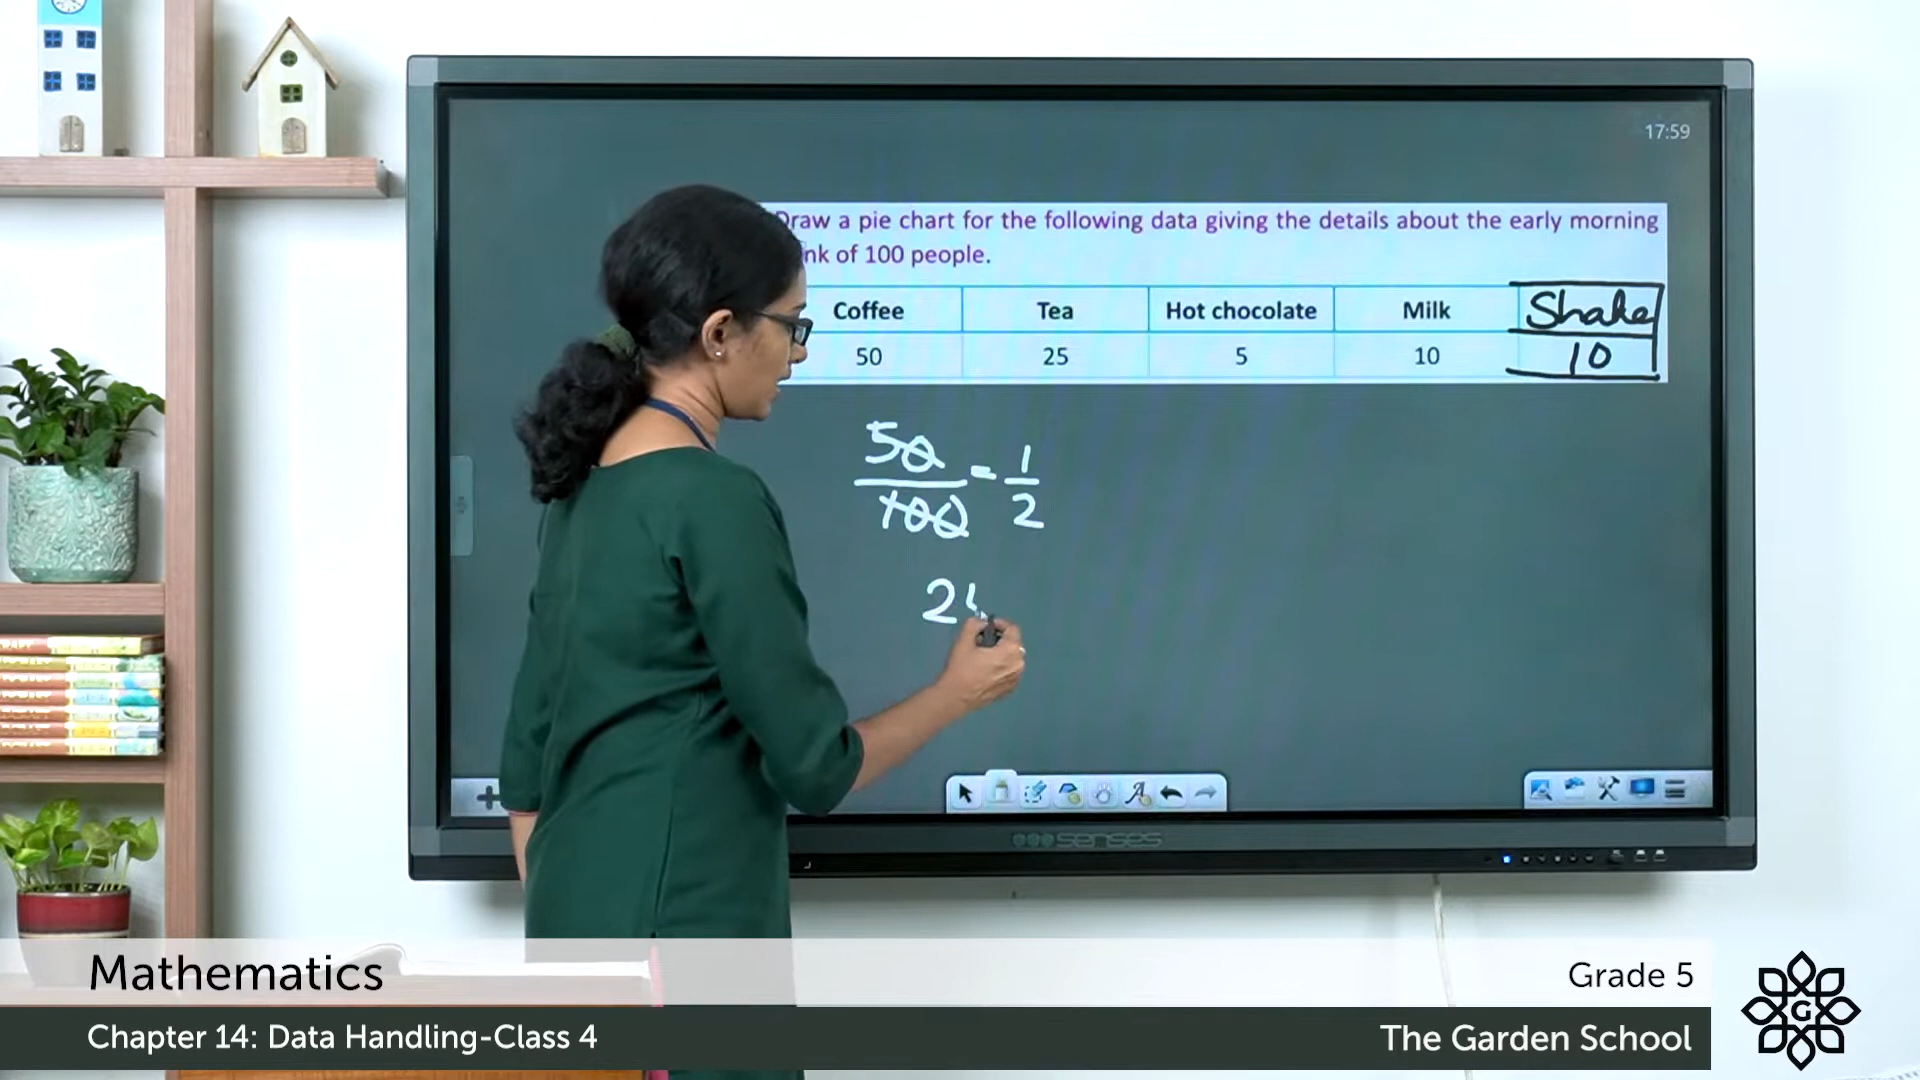 17:59
Draw a pie chart for the following data giving the details about the early morning
nk of 100 people.
Coffee Tea Hot chocolate Milk Shake
50 25 5 10 10
50/100 = 1/2
2
senses
Mathematics
Grade 5
Chapter 14: Data Handling-Class 4
The Garden School
G